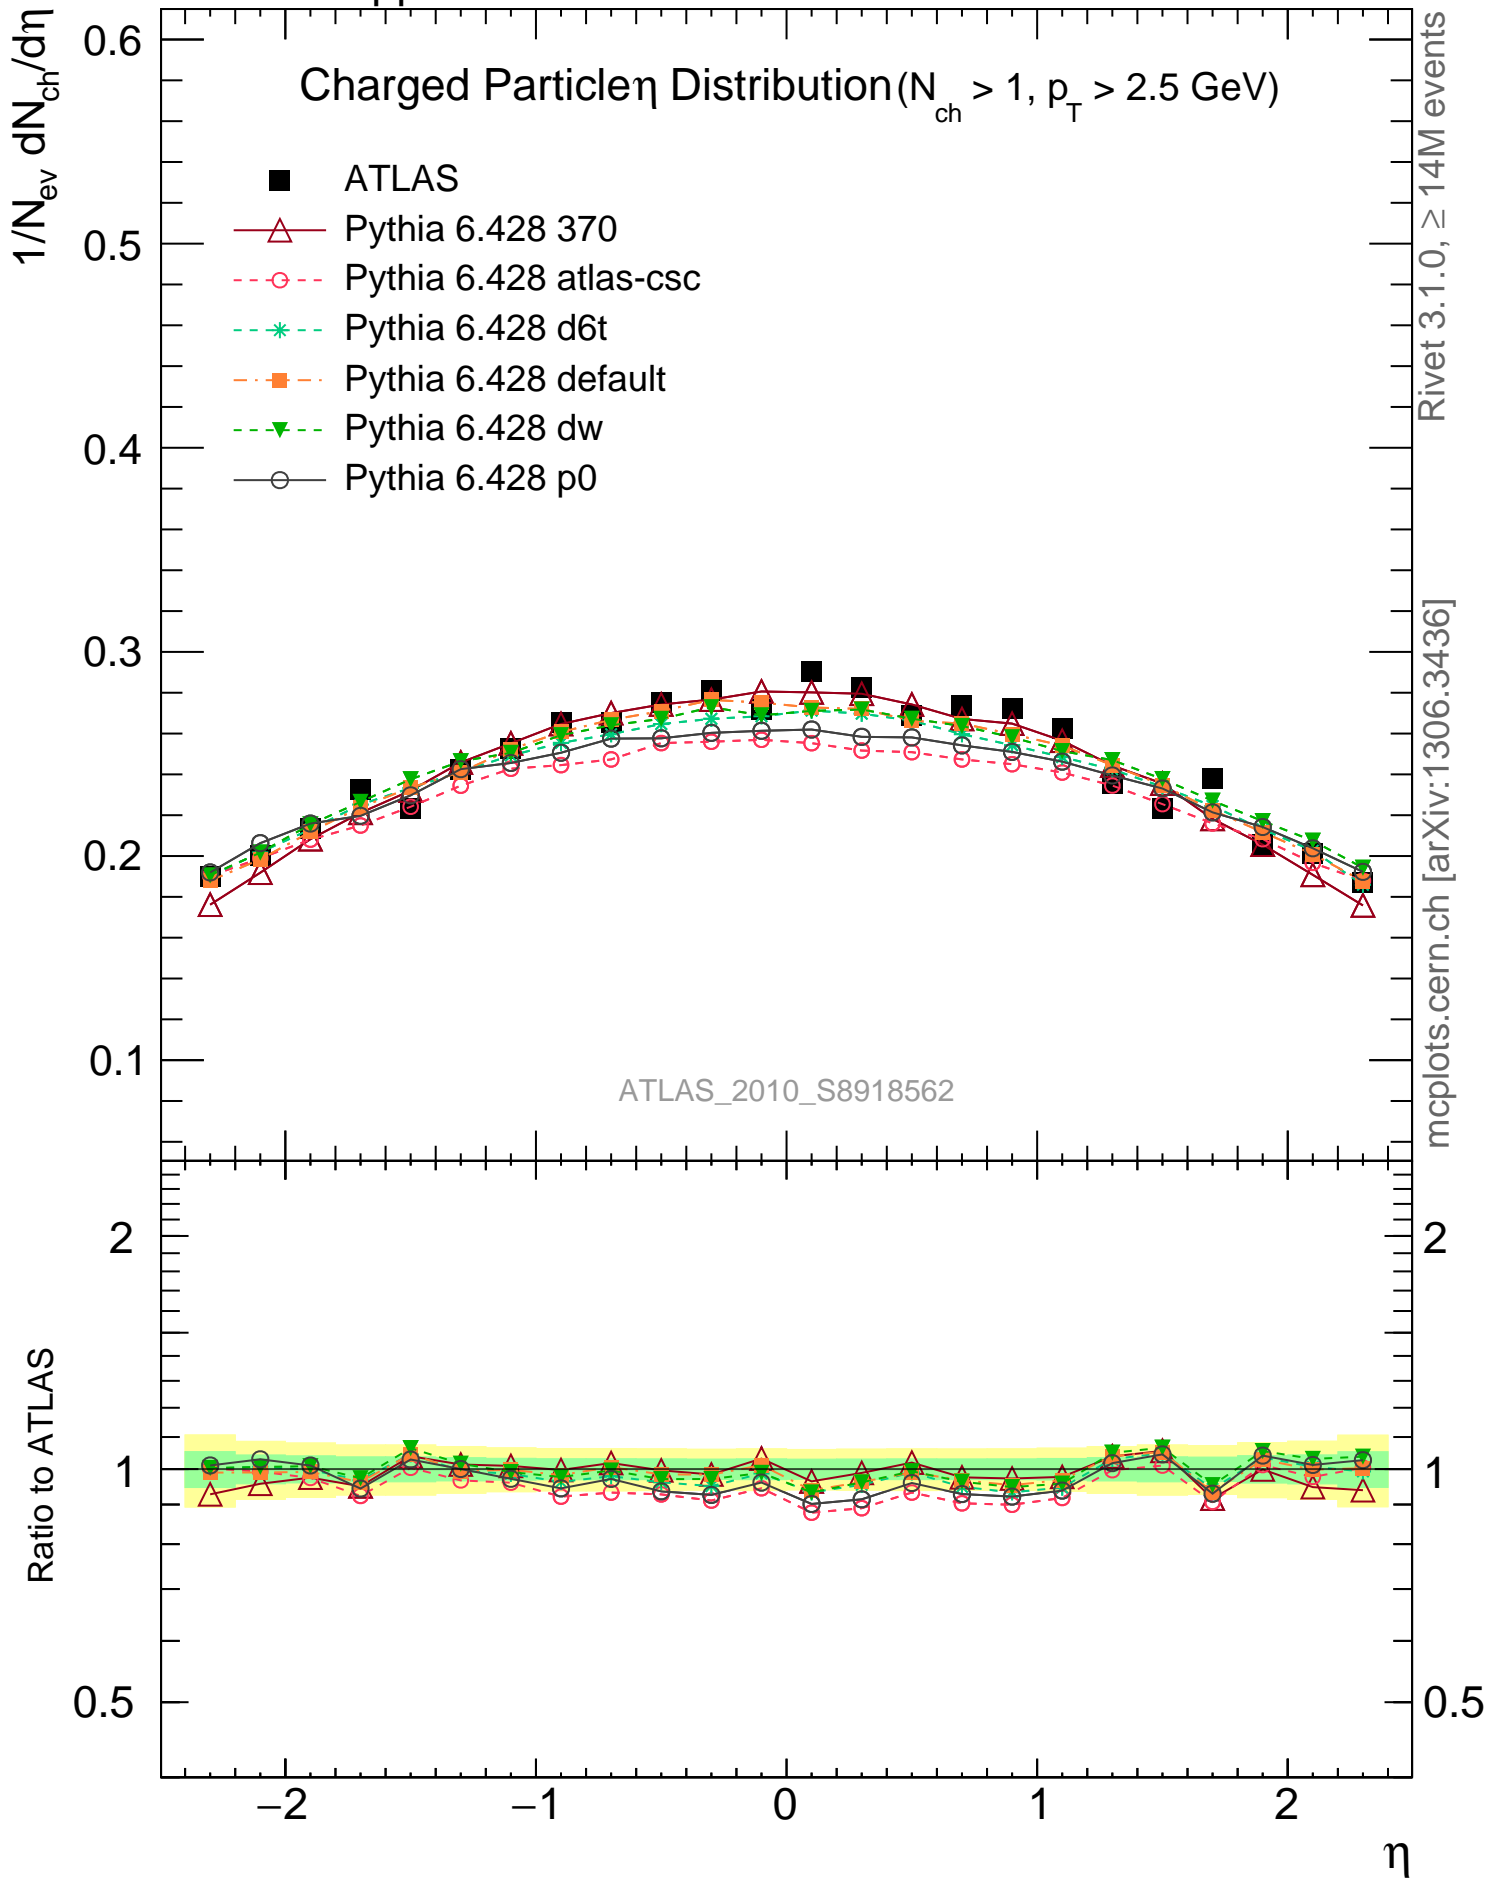 Charged Particleη Distribution (N_ch > 1, p_T > 2.5 GeV)
1/N_ev dN_ch/dη
ATLAS
Pythia 6.428 370
Pythia 6.428 atlas-csc
Pythia 6.428 d6t
Pythia 6.428 default
Pythia 6.428 dw
Pythia 6.428 p0
0.6
0.5
0.4
0.3
0.2
0.1
ATLAS_2010_S8918562
Rivet 3.1.0, ≥ 14M events
mcplots.cern.ch [arXiv:1306.3436]
Ratio to ATLAS
2
1
0.5
2
1
0.5
−2
−1
0
1
2
η